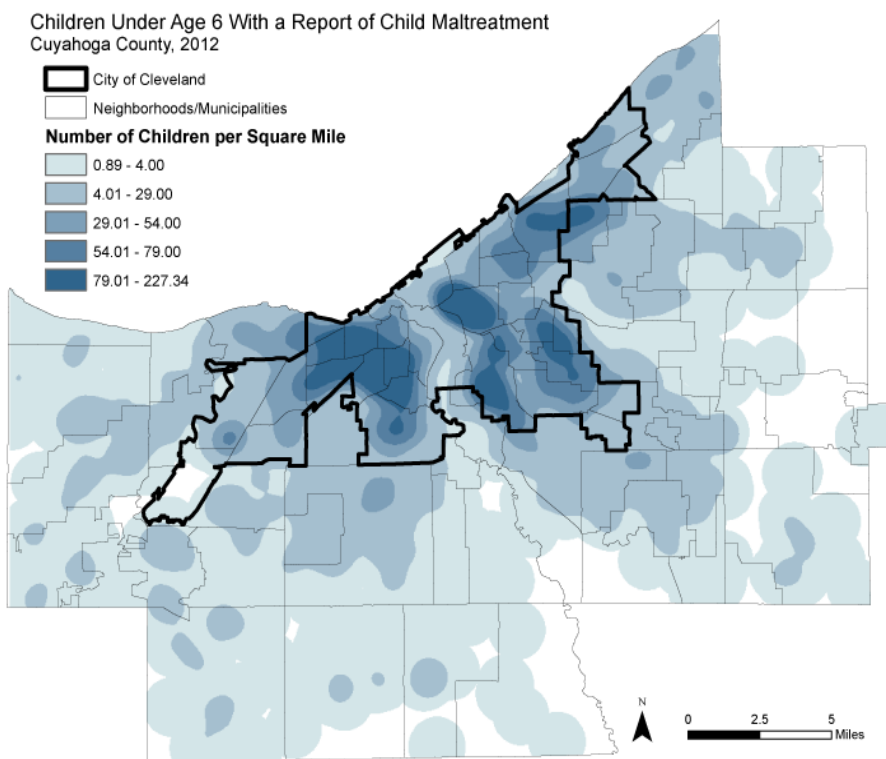 Children Under Age 6 With a Report of Child Maltreatment
Cuyahoga County, 2012
City of Cleveland
Neighborhoods/Municipalities
Number of Children per Square Mile
0.89 - 4.00
4.01 - 29.00
29.01 - 54.00
54.01 - 79.00
79.01 - 227.34
N
0 2.5 5
Miles